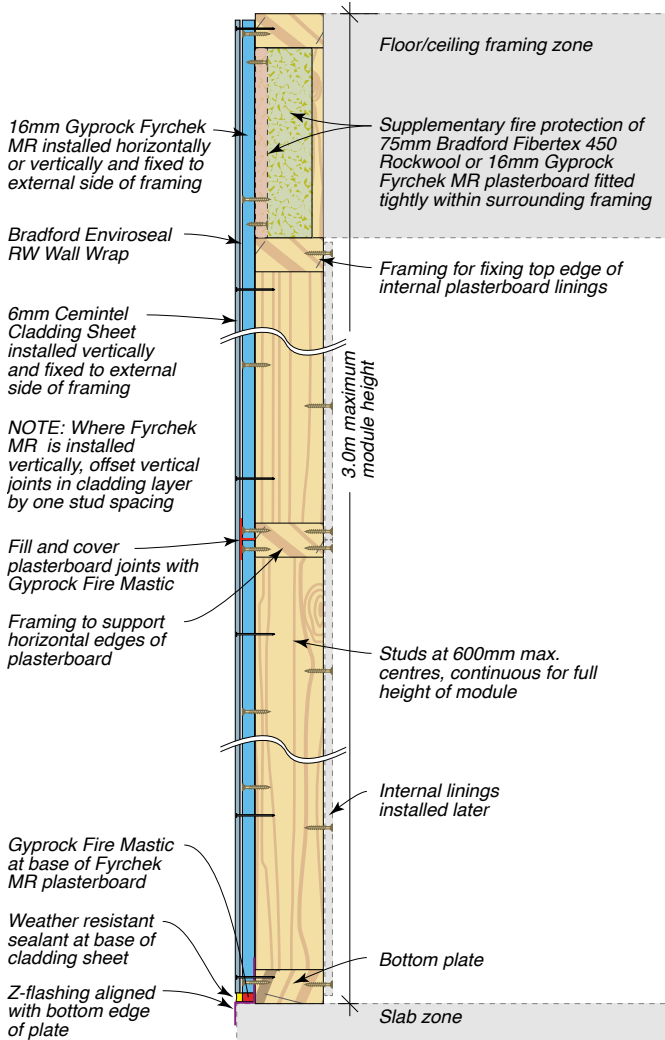 Floor/ceiling framing zone
16mm Gyprock Fyrchek
MR installed horizontally
or vertically and fixed to
external side of framing
Supplementary fire protection of
75mm Bradford Fibertex 450
Rockwool or 16mm Gyprock
Fyrchek MR plasterboard fitted
tightly within surrounding framing
Bradford Enviroseal
RW Wall Wrap
Framing for fixing top edge of
internal plasterboard linings
6mm Cemintel
Cladding Sheet
installed vertically
and fixed to external
side of framing
3.0m maximum
module height
NOTE: Where Fyrchek
MR is installed
vertically, offset vertical
joints in cladding layer
by one stud spacing
Fill and cover
plasterboard joints with
Gyprock Fire Mastic
Framing to support
horizontal edges of
plasterboard
Studs at 600mm max.
centres, continuous for full
height of module
Internal linings
installed later
Gyprock Fire Mastic
at base of Fyrchek
MR plasterboard
Weather resistant
sealant at base of
cladding sheet
Bottom plate
Z-flashing aligned
with bottom edge
of plate
Slab zone